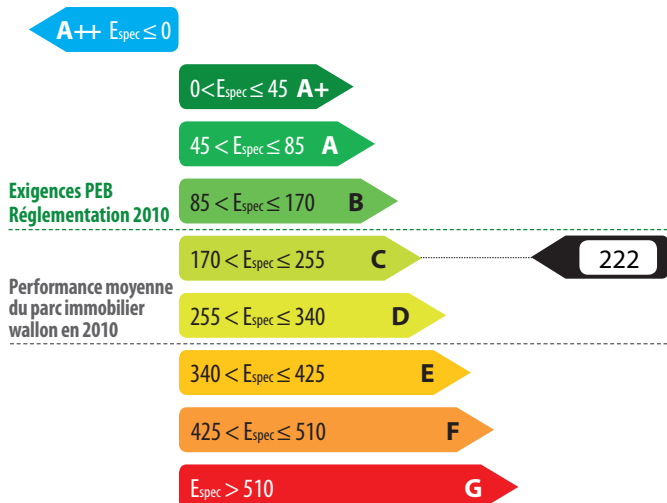 A++ Espec ≤ 0
0 < Espec ≤ 45 A+
45 < Espec ≤ 85 A
Exigences PEB
Réglementation 2010
85 < Espec ≤ 170 B
170 < Espec ≤ 255 C
222
Performance moyenne
du parc immobilier
wallon en 2010
255 < Espec ≤ 340 D
340 < Espec ≤ 425 E
425 < Espec ≤ 510 F
Espec > 510 G